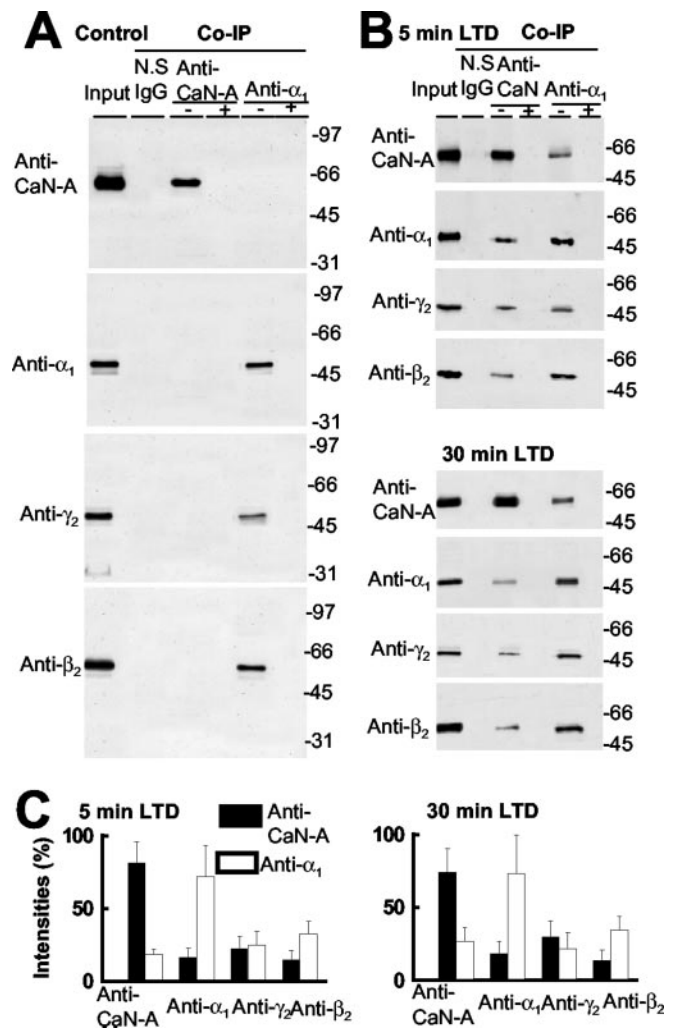 A Control Co-IP
N.S IgG Anti-CaN-A Anti-α1
Input
- + - +
Anti-CaN-A
-97
-66
-45
-31
Anti-α1
-97
-66
-45
-31
Anti-γ2
-97
-66
-45
-31
Anti-β2
-97
-66
-45
-31
B 5 min LTD Co-IP
N.S IgG Anti-CaN Anti-α1
Input
- + - +
Anti-CaN-A
-66
-45
Anti-α1
-66
-45
Anti-γ2
-66
-45
Anti-β2
-66
-45
30 min LTD
Anti-CaN-A
-66
-45
Anti-α1
-66
-45
Anti-γ2
-66
-45
Anti-β2
-66
-45
C 5 min LTD
Anti-CaN-A
Anti-α1
Intensities (%)
100
50
0
Anti-CaN-A Anti-α1 Anti-γ2 Anti-β2
30 min LTD
100
50
0
Anti-CaN-A Anti-α1 Anti-γ2 Anti-β2